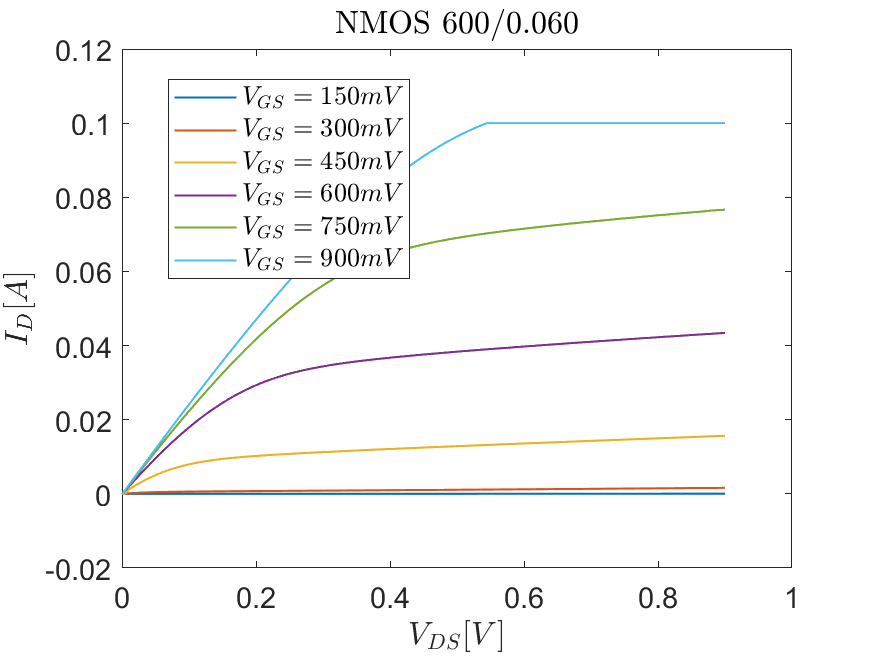 NMOS 600/0.060
0.12
0.1
0.08
0.06
0.04
0.02
0
-0.02
I_D[A]
V_GS = 150mV
V_GS = 300mV
V_GS = 450mV
V_GS = 600mV
V_GS = 750mV
V_GS = 900mV
0 0.2 0.4 0.6 0.8 1
V_DS[V]